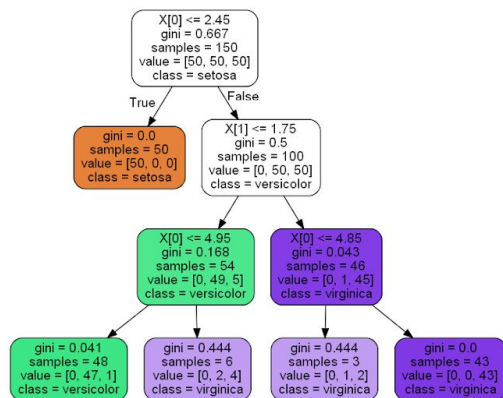 X[0] <= 2.45
gini = 0.667
samples = 150
value = [50, 50, 50]
class = setosa
True
False
gini = 0.0
samples = 50
value = [50, 0, 0]
class = setosa
X[1] <= 1.75
gini = 0.5
samples = 100
value = [0, 50, 50]
class = versicolor
X[0] <= 4.95
gini = 0.168
samples = 54
value = [0, 49, 5]
class = versicolor
X[0] <= 4.85
gini = 0.043
samples = 46
value = [0, 1, 45]
class = virginica
gini = 0.041
samples = 48
value = [0, 47, 1]
class = versicolor
gini = 0.444
samples = 6
value = [0, 2, 4]
class = virginica
gini = 0.444
samples = 3
value = [0, 1, 2]
class = virginica
gini = 0.0
samples = 43
value = [0, 0, 43]
class = virginica